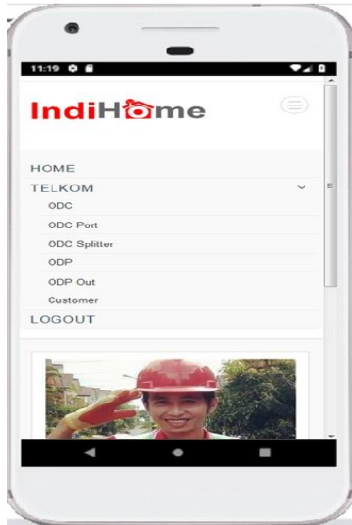 11:19
IndiHome
HOME
TELKOM
ODC
ODC Port
ODC Splitter
ODP
ODP Out
Customer
LOGOUT